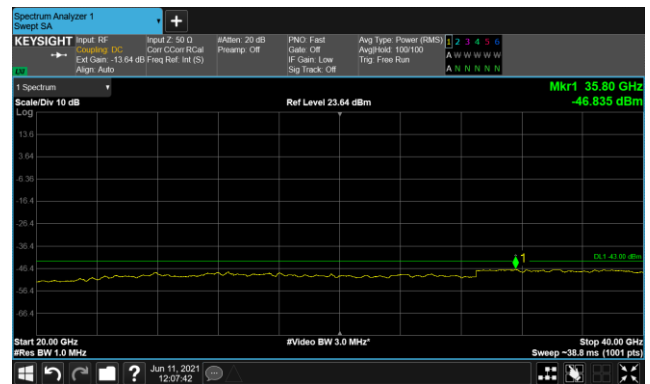 Spectrum Analyzer 1
Swept SA
KEYSIGHT
Input: RF
Coupling: DC
Ext Gain: -13.64 dB
Align: Auto
Input Z: 50 Ω
Corr CCorr RCal
Freq Ref: Int (S)
#Atten: 20 dB
Preamp: Off
PNO: Fast
Gate: Off
IF Gain: Low
Sig Track: Off
Avg Type: Power (RMS)
Avg|Hold: 100/100
Trig: Free Run
1 2 3 4 5 6
A W W W W W
A N N N N N
1 Spectrum
Mkr1 35.80 GHz
-46.835 dBm
Scale/Div 10 dB
Ref Level 23.64 dBm
Log
13.6
3.64
-6.36
-16.4
-26.4
-36.4
-46.4
-56.4
-66.4
1
DL1 -43.00 dBm
Start 20.00 GHz
#Video BW 3.0 MHz*
Stop 40.00 GHz
#Res BW 1.0 MHz
Sweep ~38.8 ms (1001 pts)
Jun 11, 2021
12:07:42